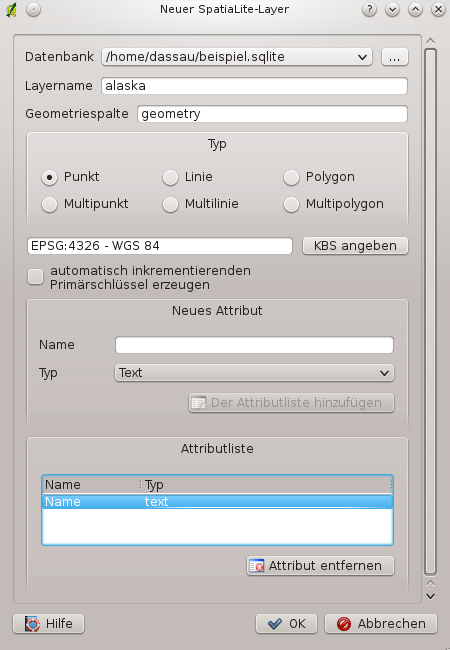 Neuer SpatiaLite-Layer
Datenbank /home/dassau/beispiel.sqlite ...
Layername alaska
Geometriespalte geometry
Typ
Punkt Linie Polygon
Multipunkt Multilinie Multipolygon
EPSG:4326 - WGS 84 KBS angeben
automatisch inkrementierenden
Primärschlüssel erzeugen
Neues Attribut
Name
Typ Text
Der Attributliste hinzufügen
Attributliste
Name Typ
Name text
Attribut entfernen
Hilfe OK Abbrechen